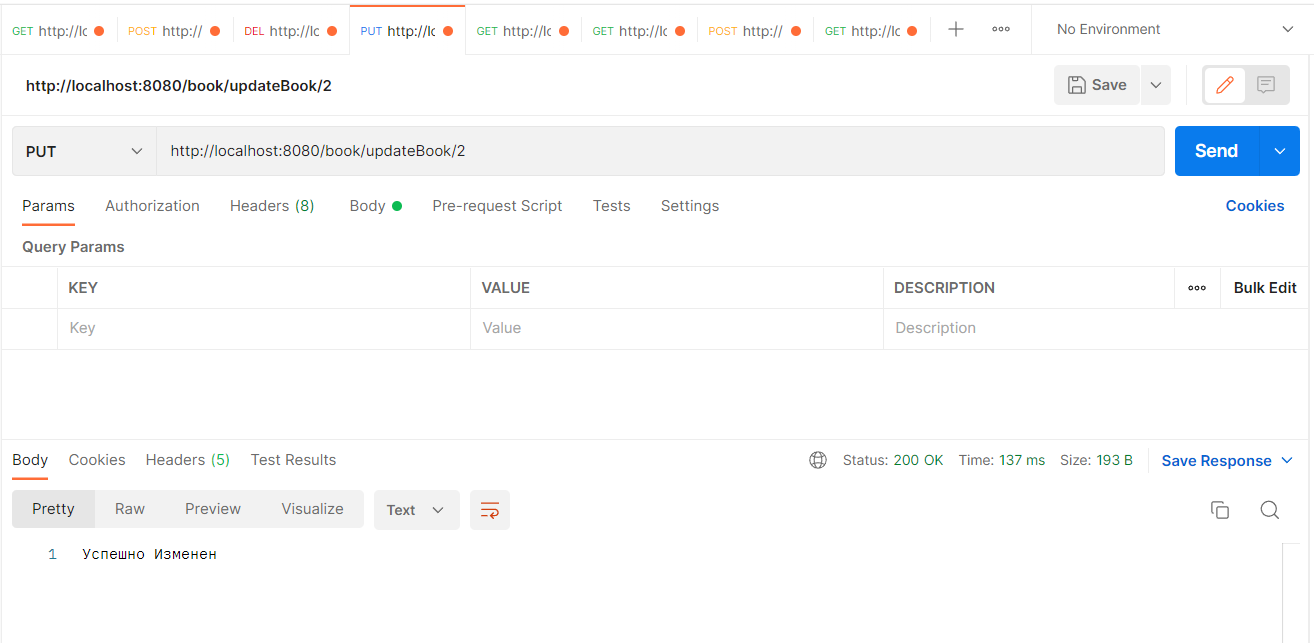 GET http://lc POST http:// DEL http://lc PUT http://lc GET http://lc GET http://lc POST http:// GET http://lc No Environment
http://localhost:8080/book/updateBook/2 Save
PUT http://localhost:8080/book/updateBook/2 Send
Params Authorization Headers (8) Body Pre-request Script Tests Settings Cookies
Query Params
KEY VALUE DESCRIPTION Bulk Edit
Key Value Description
Body Cookies Headers (5) Test Results Status: 200 OK Time: 137 ms Size: 193 B Save Response
Pretty Raw Preview Visualize Text
1 Успешно Изменен